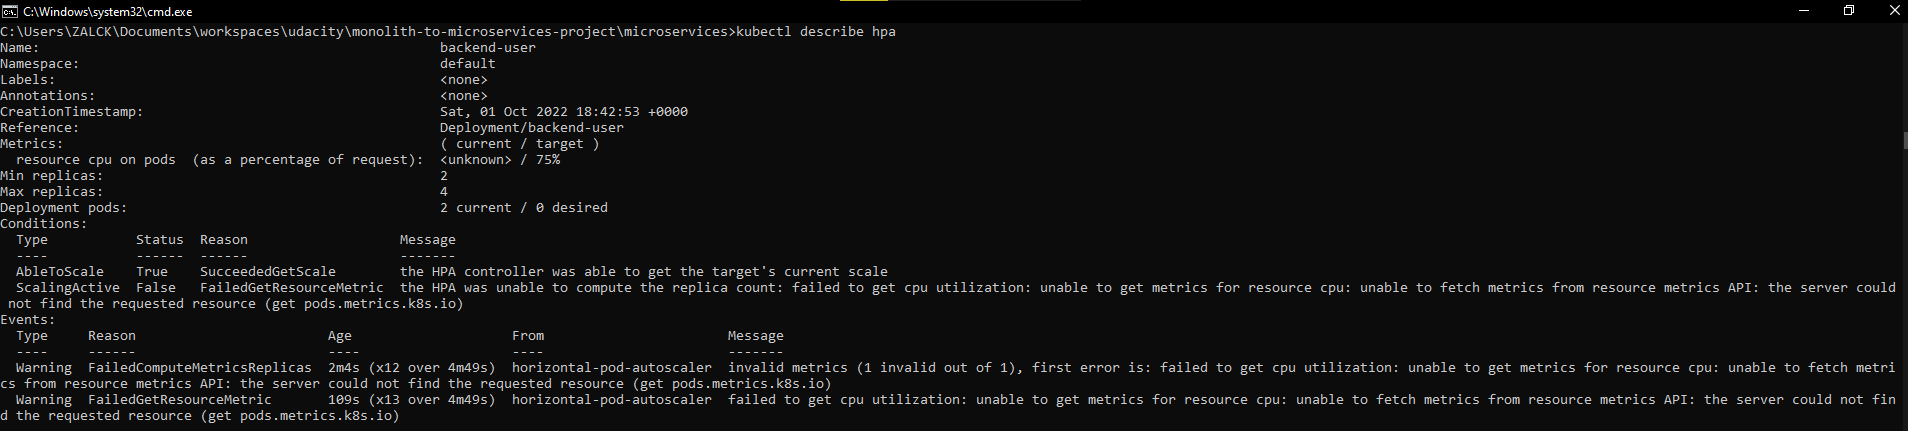 C:\Windows\system32\cmd.exe
C:\Users\ZALCK\Documents\workspaces\udacity\monolith-to-microservices-project\microservices>kubectl describe hpa
Name:                                                  backend-user
Namespace:                                             default
Labels:                                                <none>
Annotations:                                           <none>
CreationTimestamp:                                     Sat, 01 Oct 2022 18:42:53 +0000
Reference:                                             Deployment/backend-user
Metrics:                                               ( current / target )
  resource cpu on pods  (as a percentage of request):  <unknown> / 75%
Min replicas:                                          2
Max replicas:                                          4
Deployment pods:                                       2 current / 0 desired
Conditions:
  Type           Status  Reason                   Message
  ----           ------  ------                   -------
  AbleToScale    True    SucceededGetScale        the HPA controller was able to get the target's current scale
  ScalingActive  False   FailedGetResourceMetric  the HPA was unable to compute the replica count: failed to get cpu utilization: unable to get metrics for resource cpu: unable to fetch metrics from resource metrics API: the server could
 not find the requested resource (get pods.metrics.k8s.io)
Events:
  Type     Reason                        Age                    From                       Message
  ----     ------                        ----                   ----                       -------
  Warning  FailedComputeMetricsReplicas  2m4s (x12 over 4m49s)  horizontal-pod-autoscaler  invalid metrics (1 invalid out of 1), first error is: failed to get cpu utilization: unable to get metrics for resource cpu: unable to fetch metri
cs from resource metrics API: the server could not find the requested resource (get pods.metrics.k8s.io)
  Warning  FailedGetResourceMetric       109s (x13 over 4m49s)  horizontal-pod-autoscaler  failed to get cpu utilization: unable to get metrics for resource cpu: unable to fetch metrics from resource metrics API: the server could not fin
d the requested resource (get pods.metrics.k8s.io)